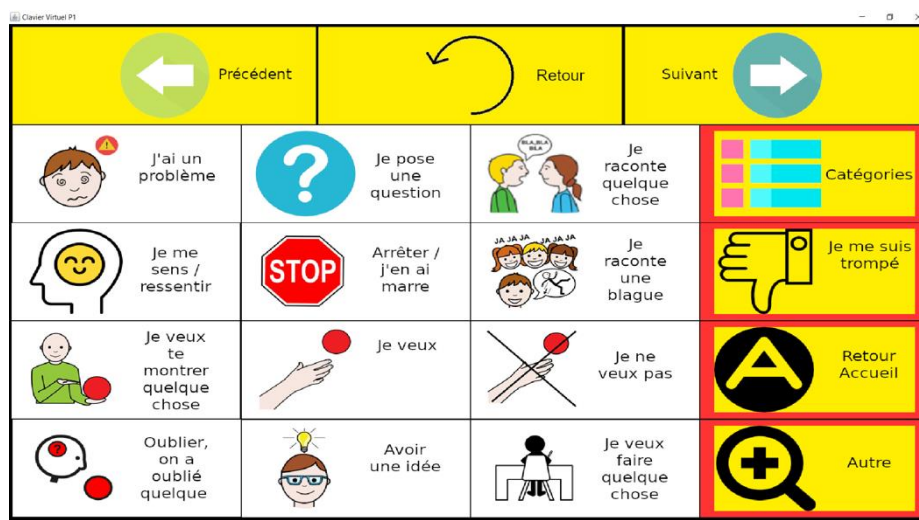 Clavier Virtuel P1
Précédent
Retour
Suivant
J'ai un
problème
?
Je pose
une
question
BLA,BLA
BLA
Je
raconte
quelque
chose
Catégories
Je me
sens /
ressentir
STOP
Arrêter /
j'en ai
marre
JA JA JA JA JA JA
Je
raconte
une
blague
Je me suis
trompé
Je veux
te
montrer
quelque
chose
Je veux
Je ne
veux pas
A
Retour
Accueil
?
Oublier,
on a
oublié
quelque
Avoir
une idée
Je veux
faire
quelque
chose
Autre